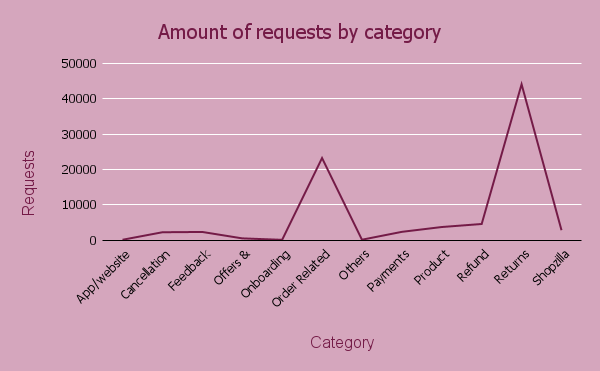 Amount of requests by category
Requests
50000
40000
30000
20000
10000
0
App/website
Cancellation
Feedback
Offers &
Onboarding
Order Related
Others
Payments
Product
Refund
Returns
Shopzilla
Category